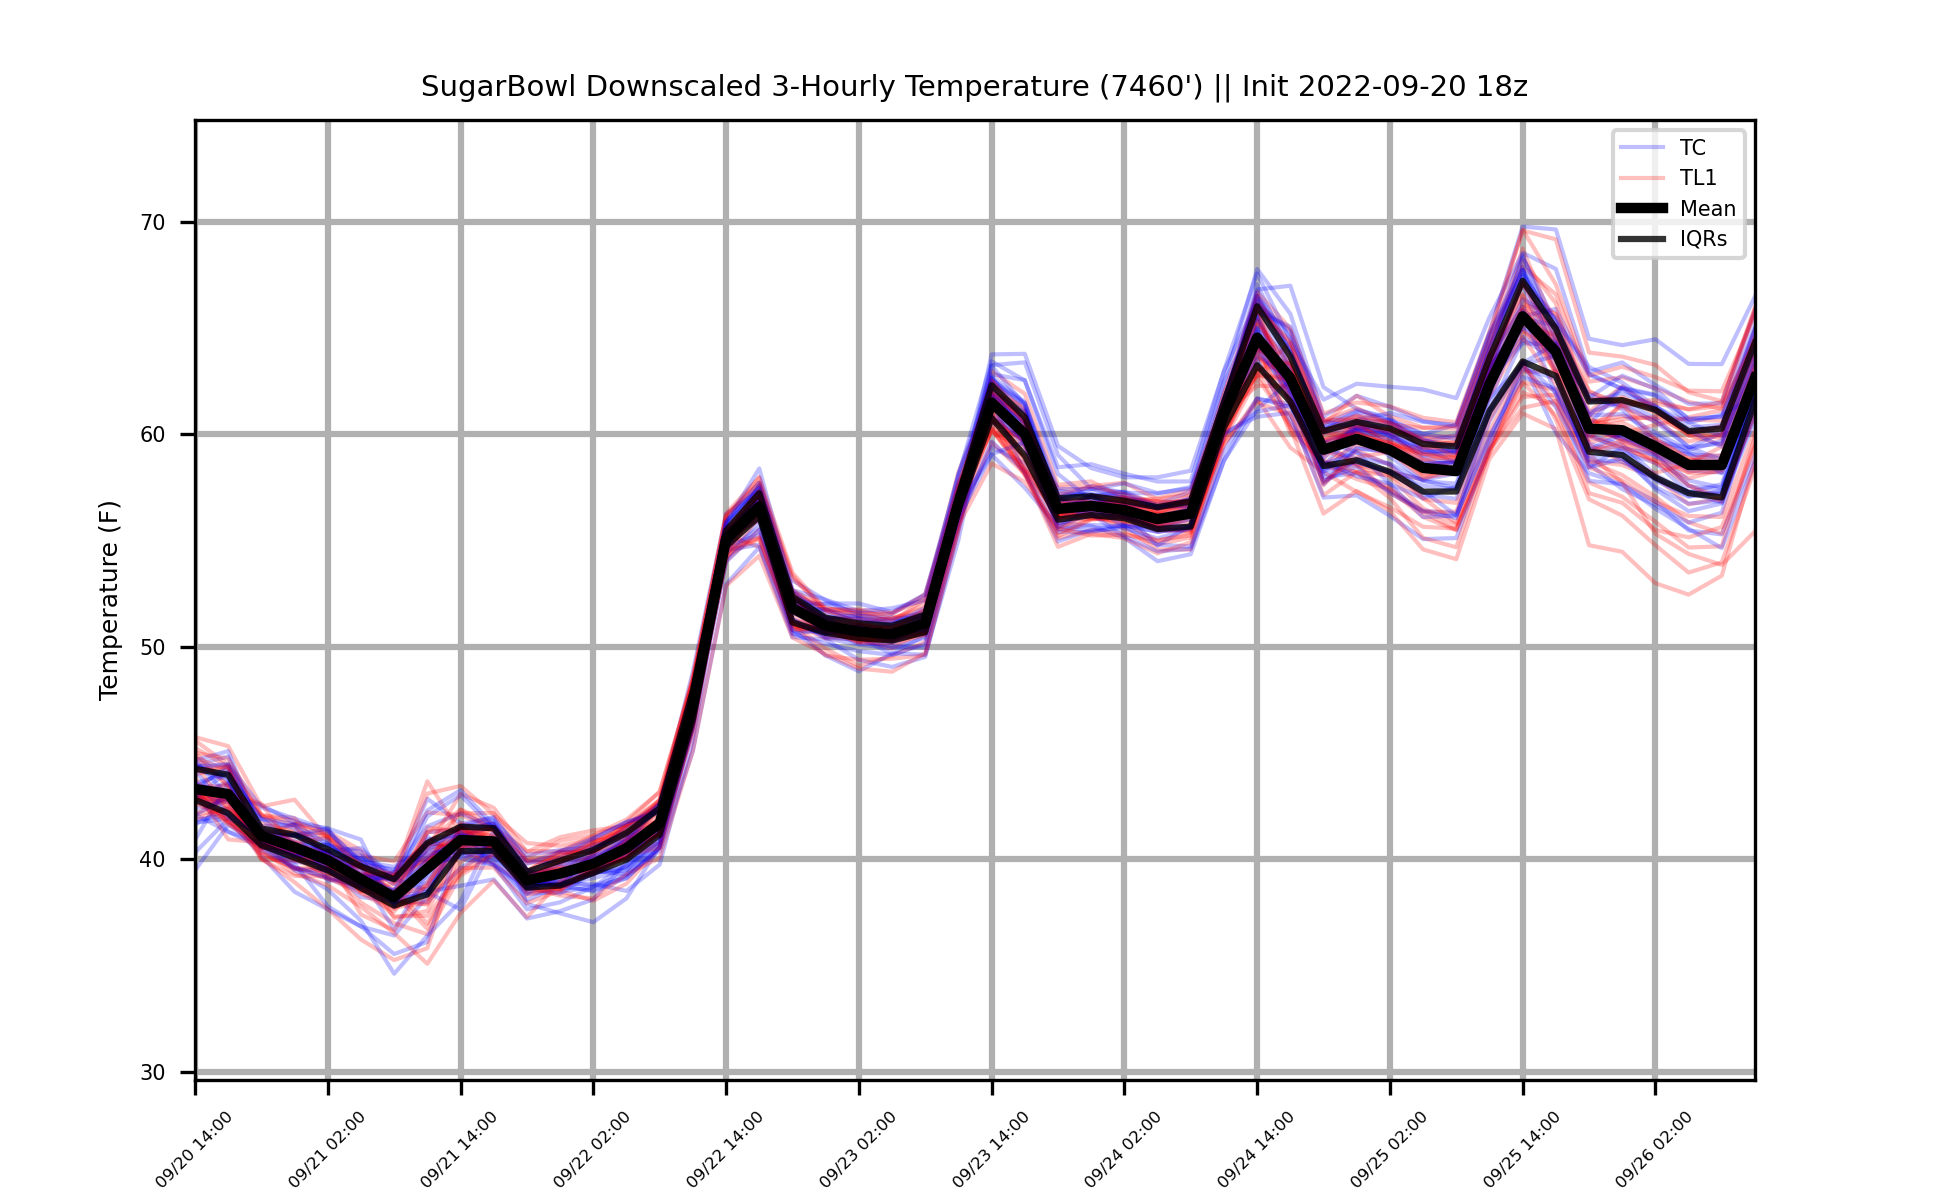 SugarBowl Downscaled 3-Hourly Temperature (7460') || Init 2022-09-20 18z
TC
TL1
Mean
IQRs
Temperature (F)
70
60
50
40
30
09/20 14:00
09/21 02:00
09/21 14:00
09/22 02:00
09/22 14:00
09/23 02:00
09/23 14:00
09/24 02:00
09/24 14:00
09/25 02:00
09/25 14:00
09/26 02:00